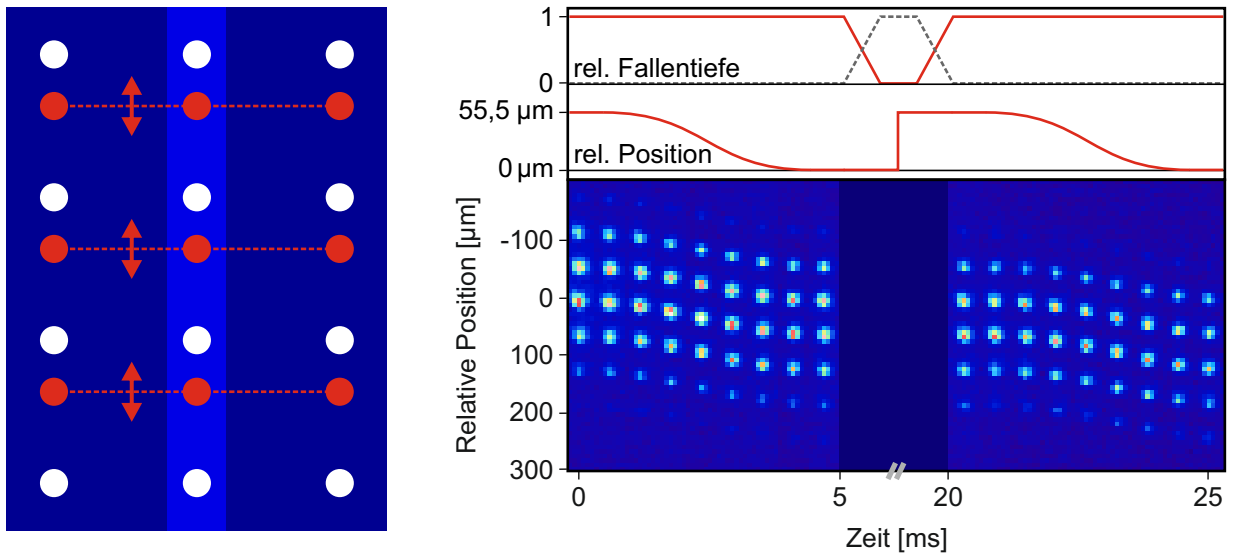 1
rel. Fallentiefe
0
55,5 µm
rel. Position
0 µm
Relative Position [µm]
-100
0
100
200
300
0
5
20
25
Zeit [ms]